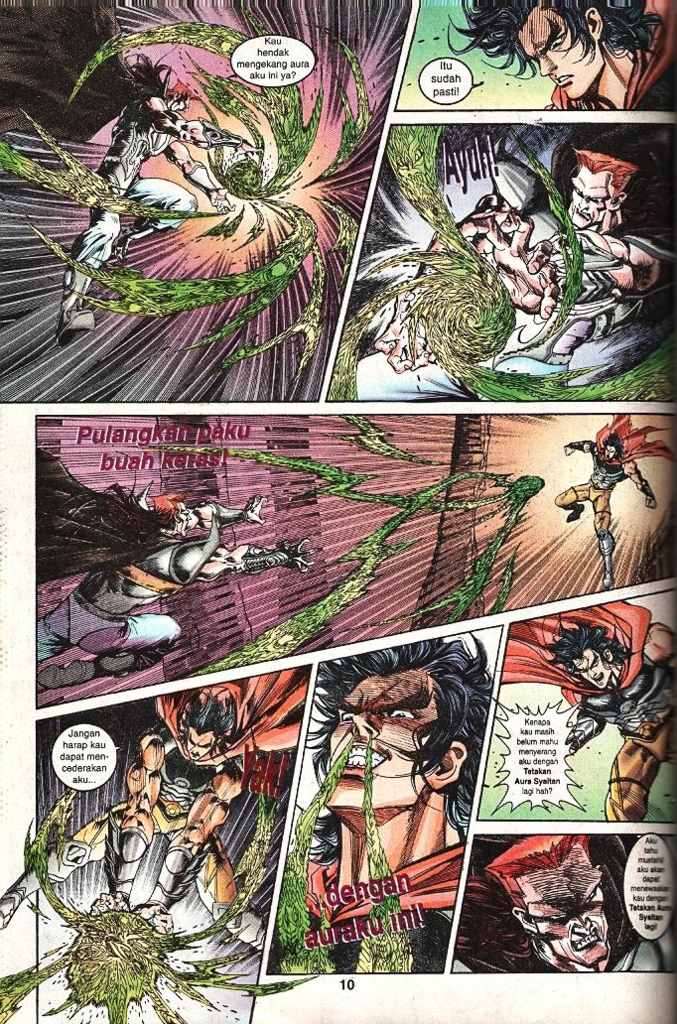 Kau
hendak
mengekang aura
aku ini ya?
Itu
sudah
pasti!
Ayuh!
Pulangkan paku
buah keras!
Jangan
harap kau
dapat men-
cederakan
aku...
...dengan
auraku ini!
Kenapa
kau masih
belum mahu
menyerang
aku dengan
Tetakan
Aura Syaitan
lagi hah?
Aku
tahu
mustahil
aku dapat
menewaskan
kau dengan
Tetakan Aura
Syaitan
lagi!
10